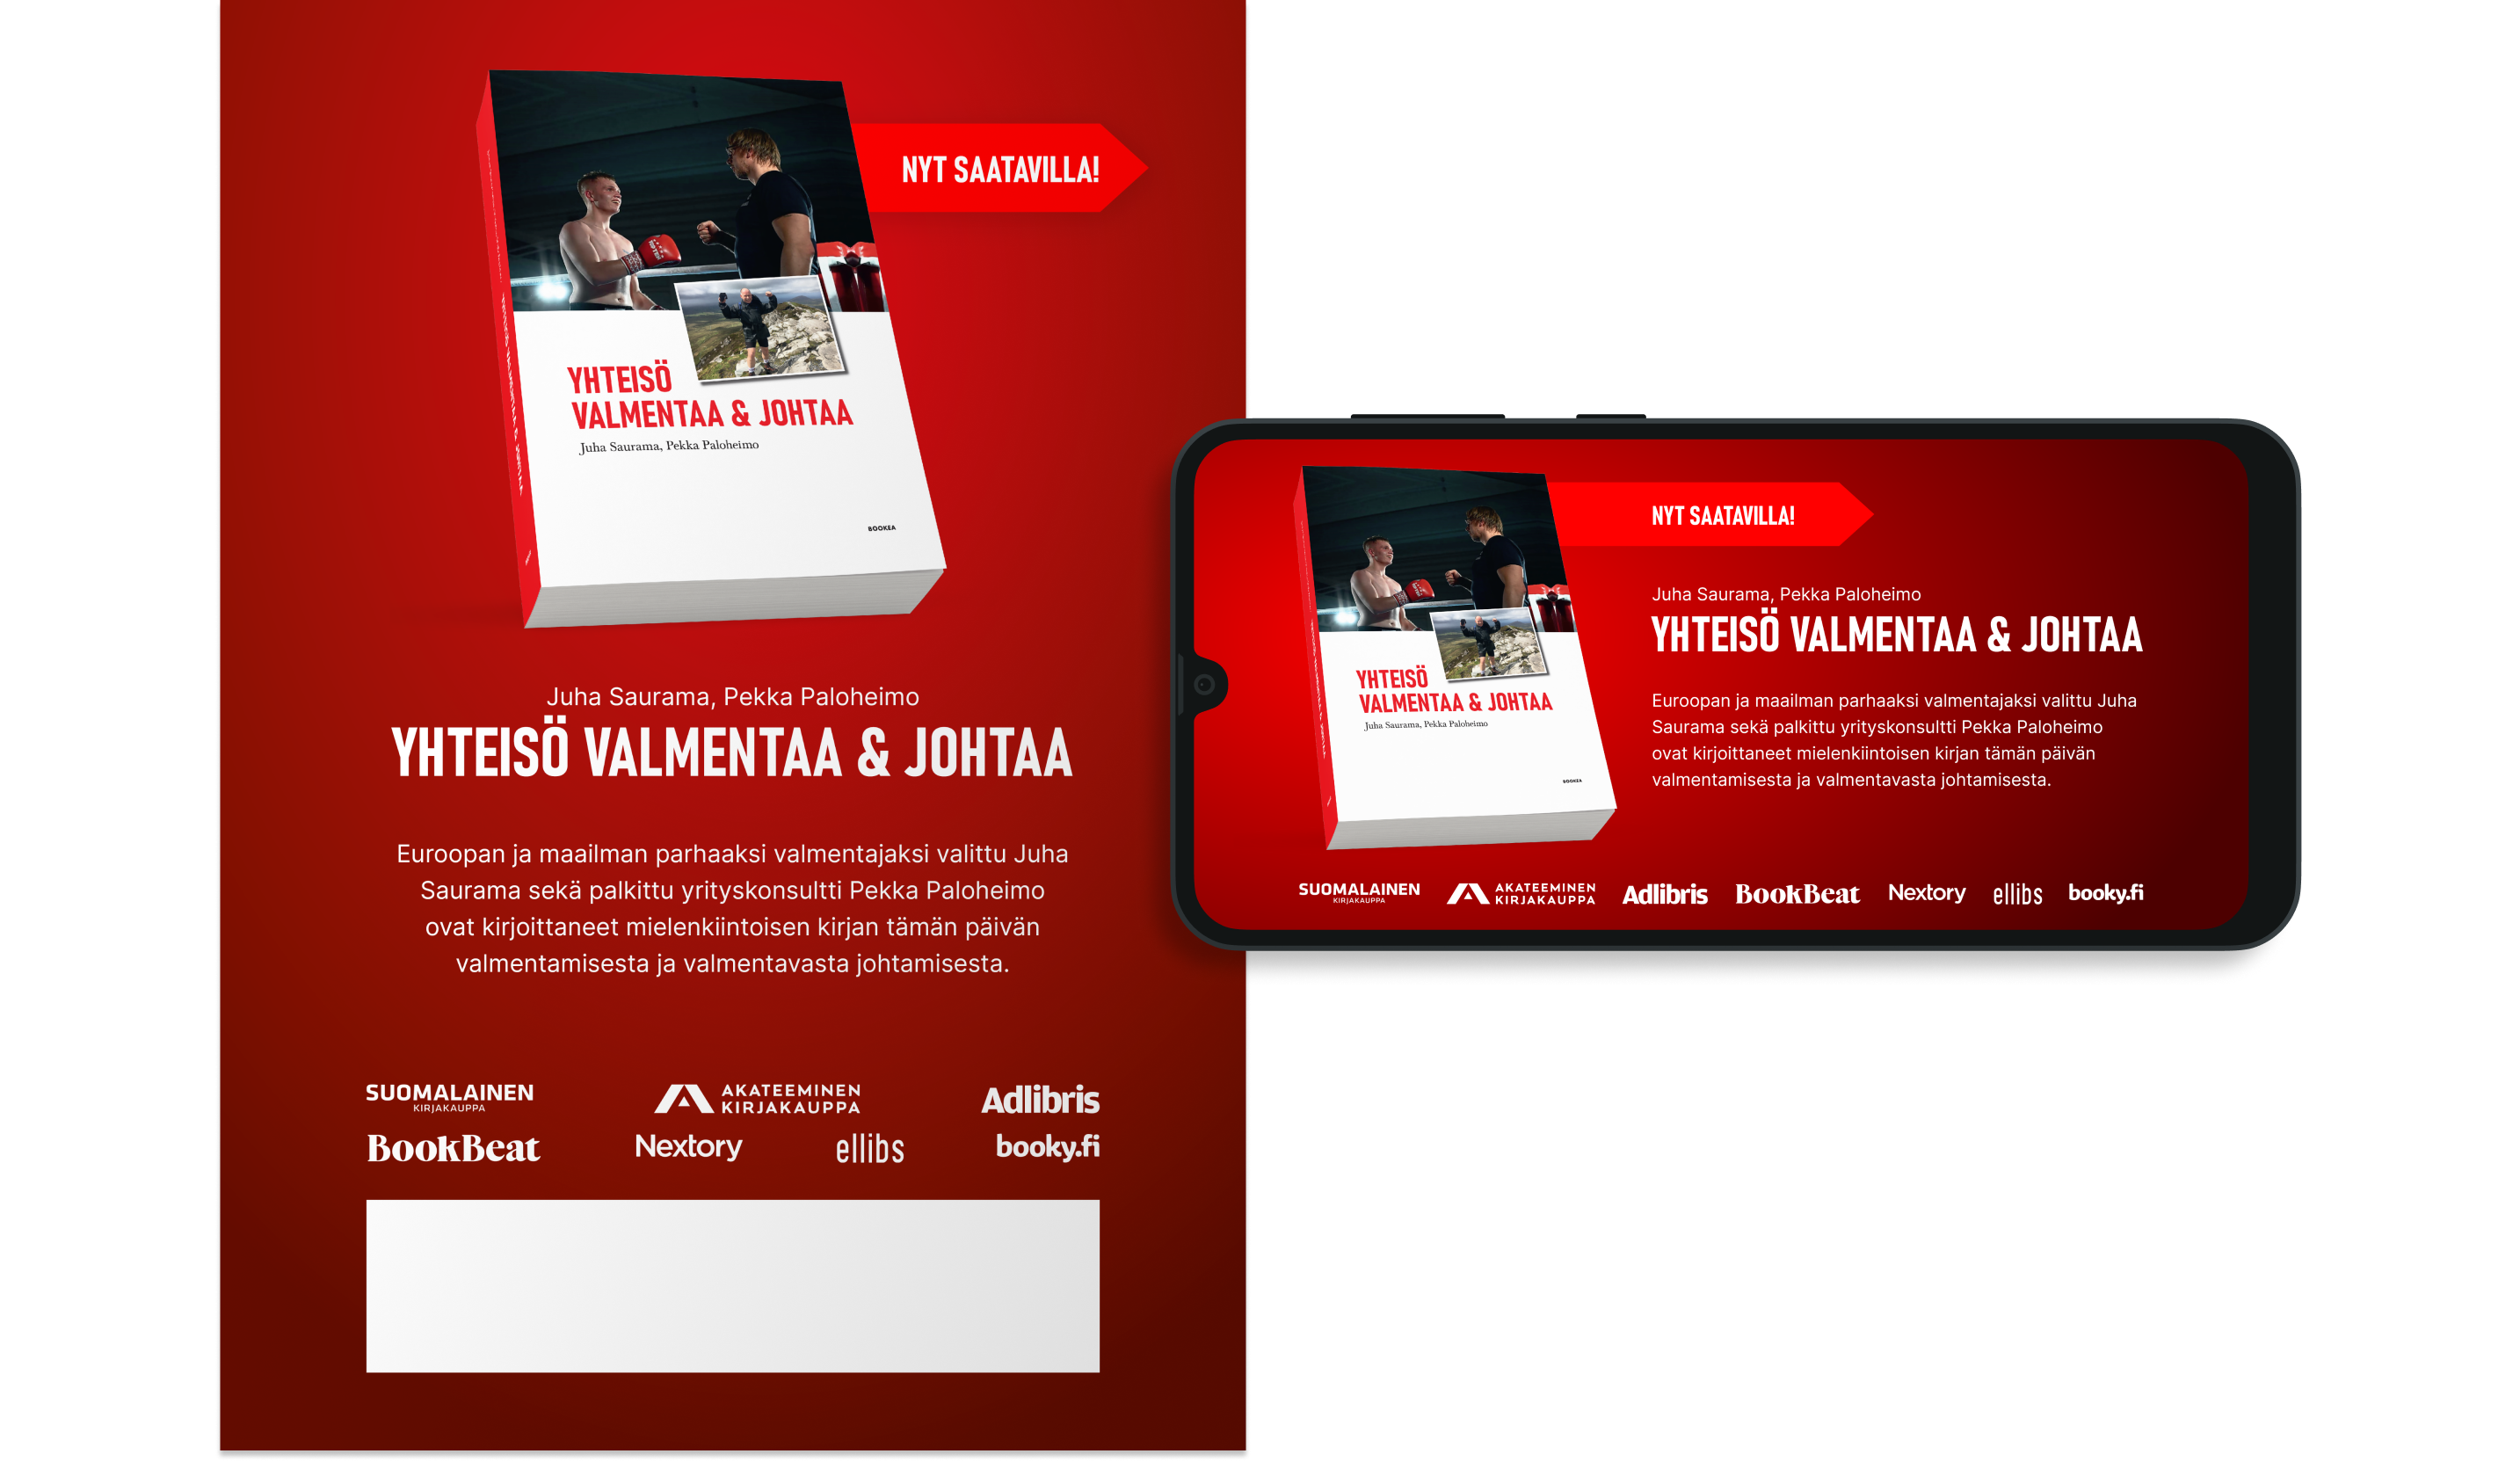 NYT SAATAVILLA!
YHTEISÖ
VALMENTAA & JOHTAA
Juha Saurama, Pekka Paloheimo
BOOKEA
Juha Saurama, Pekka Paloheimo
YHTEISÖ VALMENTAA & JOHTAA
Euroopan ja maailman parhaaksi valmentajaksi valittu Juha
Saurama sekä palkittu yrityskonsultti Pekka Paloheimo
ovat kirjoittaneet mielenkiintoisen kirjan tämän päivän
valmentamisesta ja valmentavasta johtamisesta.
SUOMALAINEN
KIRJAKAUPPA
AKATEEMINEN
KIRJAKAUPPA
Adlibris
BookBeat
Nextory
ellibs
booky.fi
NYT SAATAVILLA!
YHTEISÖ
VALMENTAA & JOHTAA
Juha Saurama, Pekka Paloheimo
BOOKEA
Juha Saurama, Pekka Paloheimo
YHTEISÖ VALMENTAA & JOHTAA
Euroopan ja maailman parhaaksi valmentajaksi valittu Juha
Saurama sekä palkittu yrityskonsultti Pekka Paloheimo
ovat kirjoittaneet mielenkiintoisen kirjan tämän päivän
valmentamisesta ja valmentavasta johtamisesta.
SUOMALAINEN
KIRJAKAUPPA
AKATEEMINEN
KIRJAKAUPPA
Adlibris
BookBeat
Nextory
ellibs
booky.fi